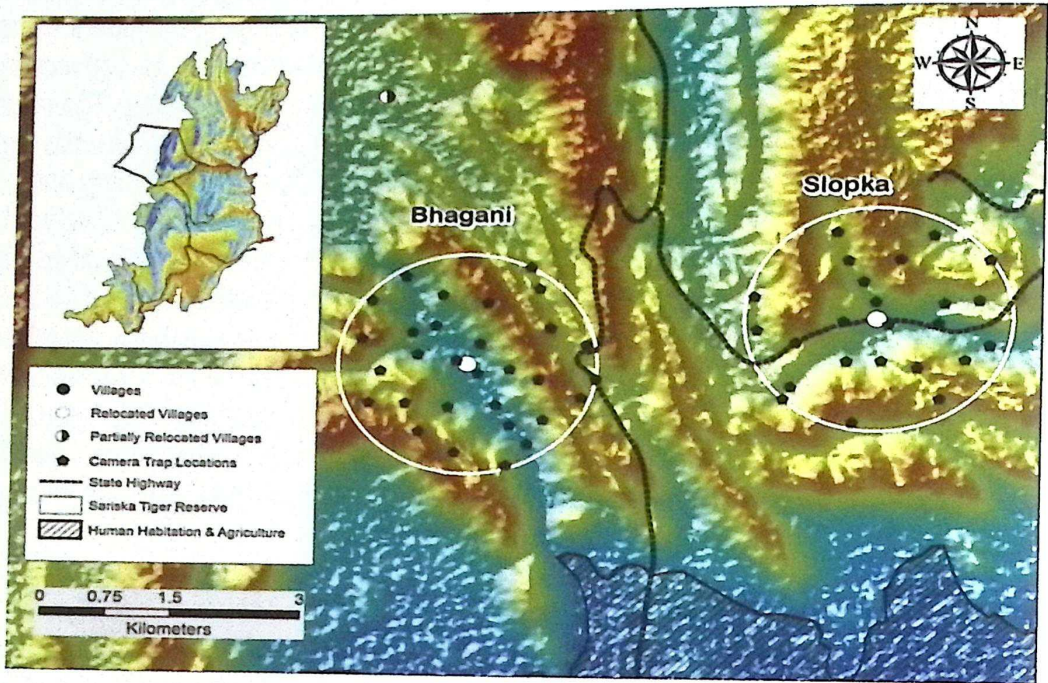 N
W
E
S
Slopka
Bhagani
Villages
Relocated Villages
Partially Relocated Villages
Camera Trap Locations
State Highway
Sariska Tiger Reserve
Human Habitation & Agriculture
0 0.75 1.5 3
Kilometers